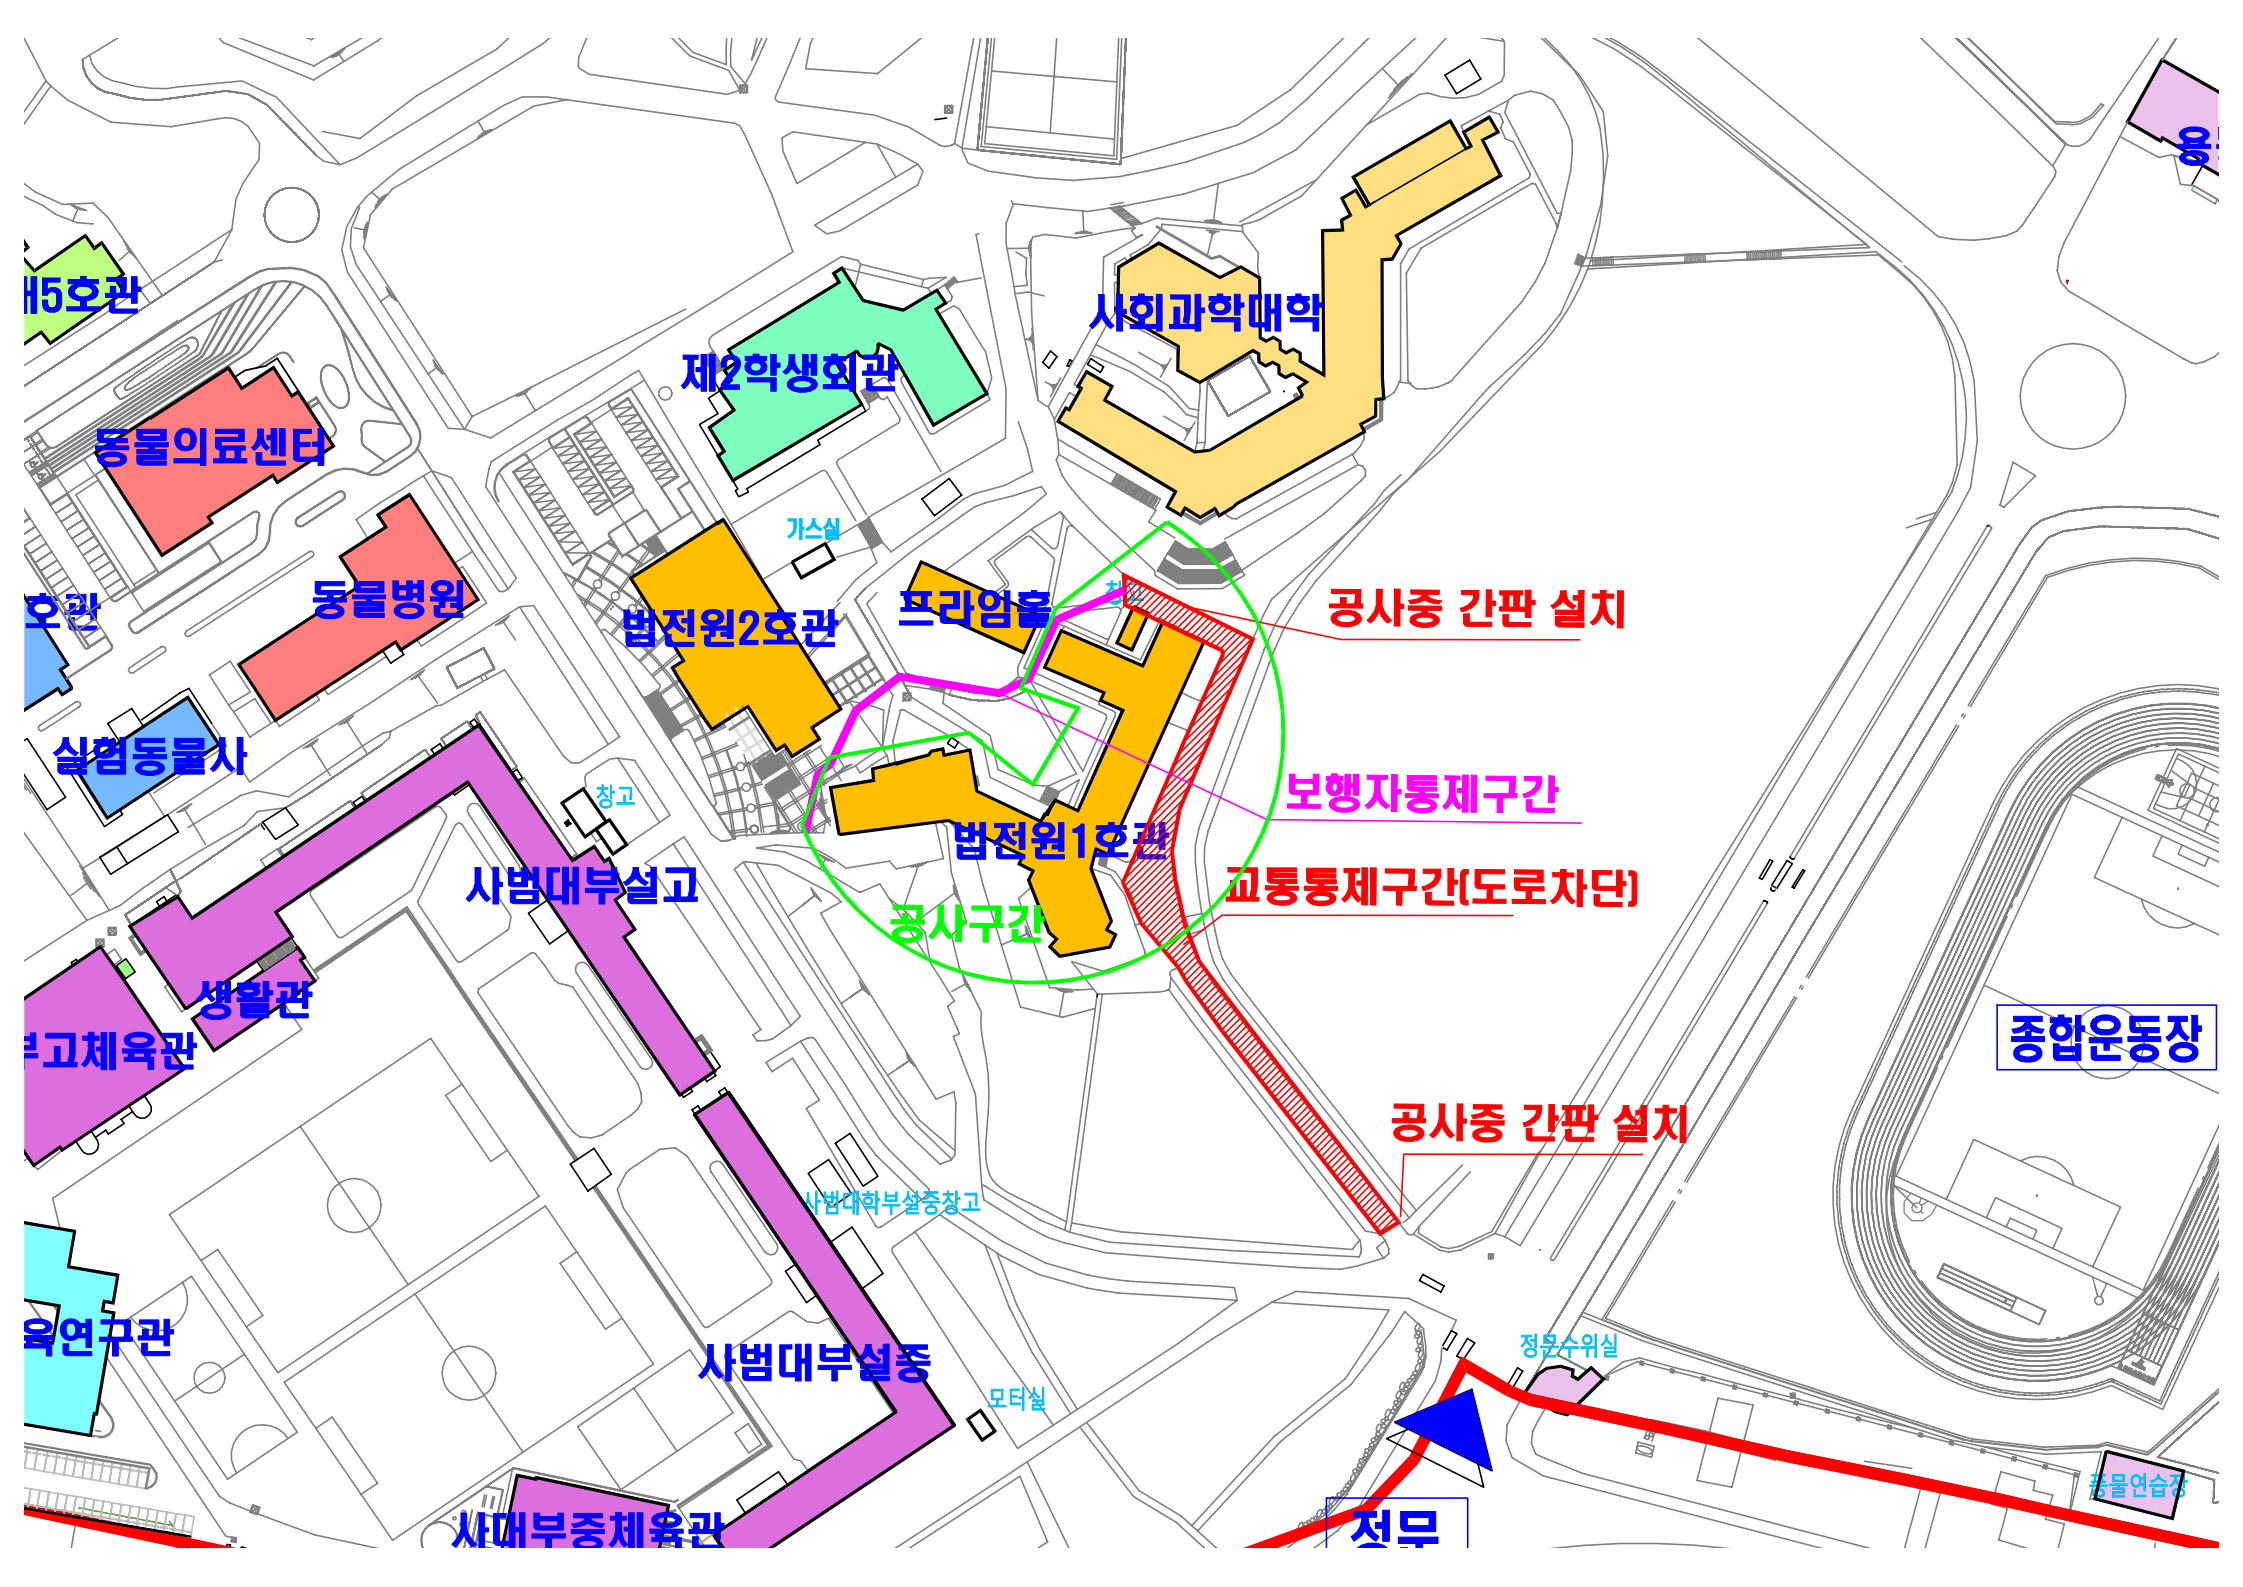 5호관
사회과학대학
제2학생회관
동물의료센터
가스실
동물병원
호관
법전원2호관
프라임홀
창고
공사중 간판 설치
실험동물사
보행자통제구간
창고
법전원1호관
사범대부설고
교통통제구간(도로차단)
공사구간
생활관
부고체육관
종합운동장
공사중 간판 설치
사범대학부설중창고
육연구관
정문수위실
사범대부설중
모터실
풍물연습장
사대부중체육관
정문